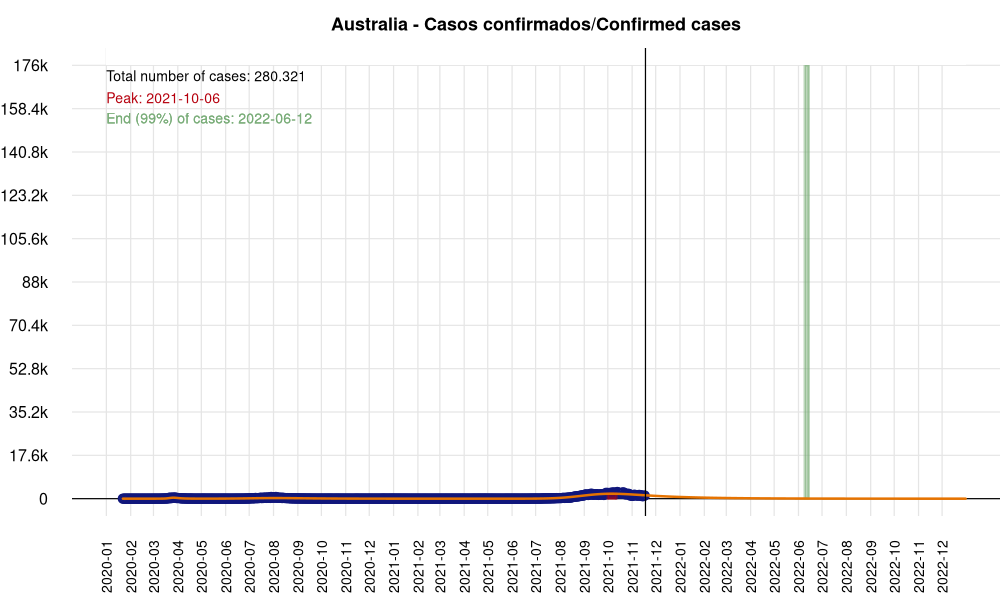 Australia - Casos confirmados/Confirmed cases
Total number of cases: 280.321
Peak: 2021-10-06
End (99%) of cases: 2022-06-12
176k
158.4k
140.8k
123.2k
105.6k
88k
70.4k
52.8k
35.2k
17.6k
0
2020-01
2020-02
2020-03
2020-04
2020-05
2020-06
2020-07
2020-08
2020-09
2020-10
2020-11
2020-12
2021-01
2021-02
2021-03
2021-04
2021-05
2021-06
2021-07
2021-08
2021-09
2021-10
2021-11
2021-12
2022-01
2022-02
2022-03
2022-04
2022-05
2022-06
2022-07
2022-08
2022-09
2022-10
2022-11
2022-12